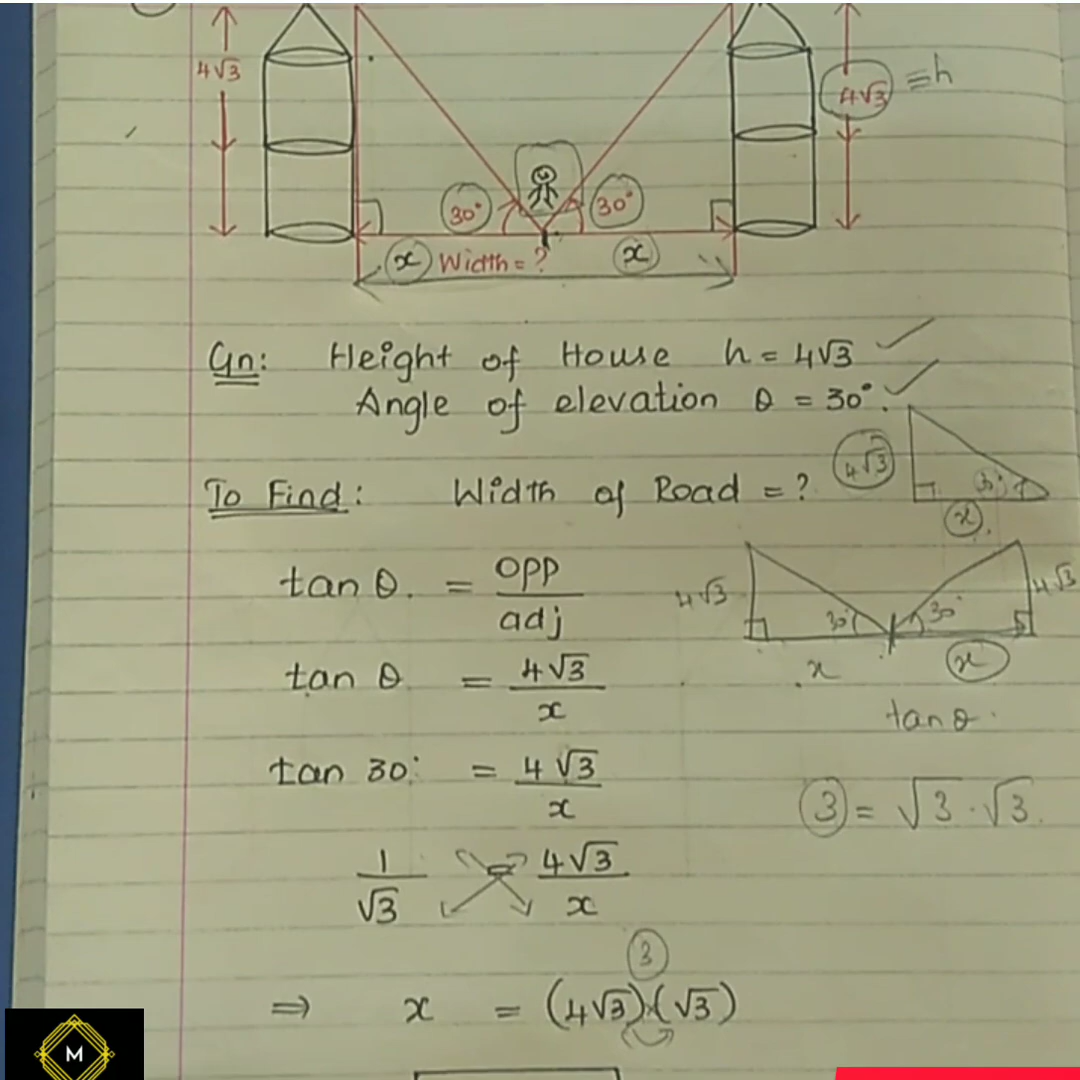 4√3
4√3 = h
30° 30°
x Width = ? x
Gn: Height of House h = 4√3
Angle of elevation θ = 30°.
4√3
30°
x
To Find: Width of Road = ?
tan θ. = opp/adj
4√3 30° 30° 4√3
x x
tan θ = 4√3/x
tan θ.
tan 30° = 4√3/x
3 = √3 · √3.
1/√3 = 4√3/x
3
⇒ x = (4√3)(√3)
M